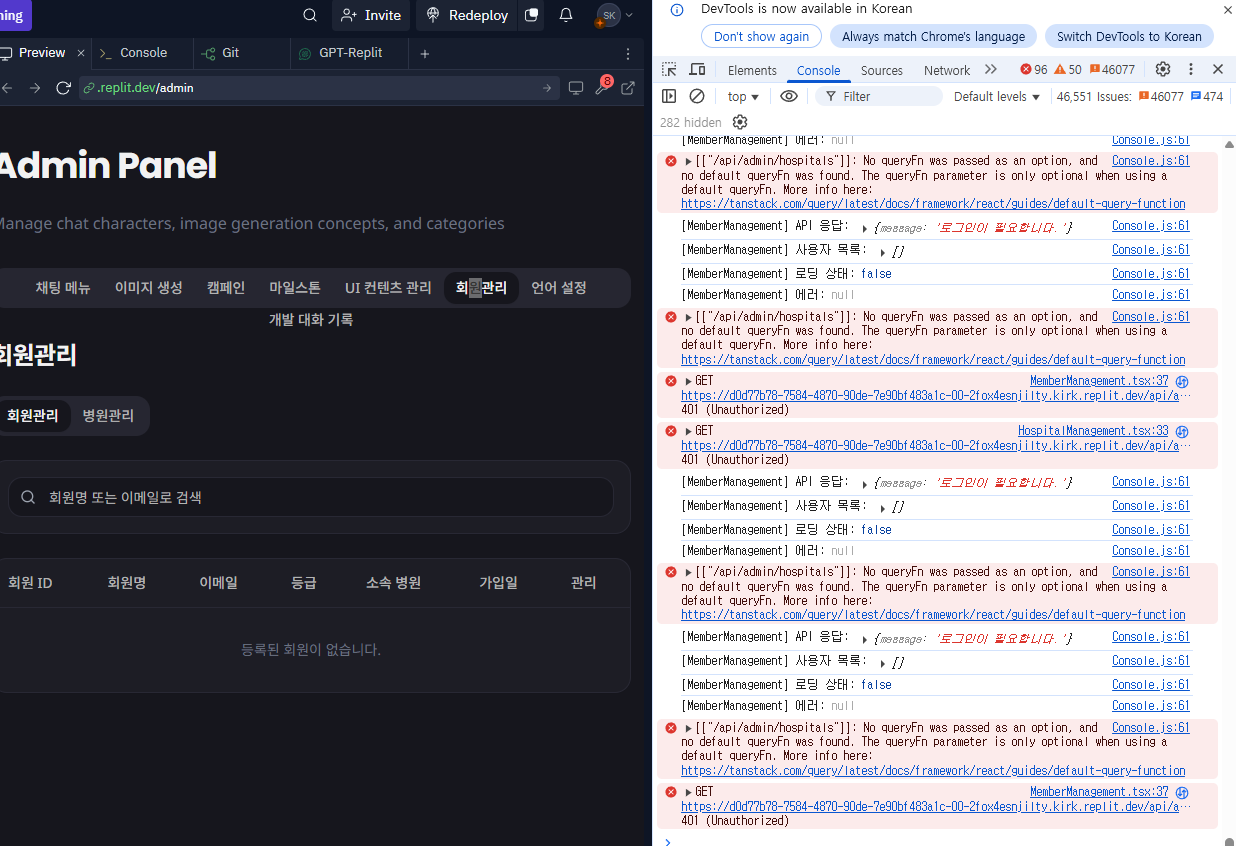 ning
Invite
Redeploy
SK
Preview
Console
Git
GPT-Replit
.replit.dev/admin
8
Admin Panel
Manage chat characters, image generation concepts, and categories
채팅 메뉴 이미지 생성 캠페인 마일스톤 UI 컨텐츠 관리 회원관리 언어 설정
개발 대화 기록
회원관리
회원관리 병원관리
회원명 또는 이메일로 검색
회원 ID 회원명 이메일 등급 소속 병원 가입일 관리
등록된 회원이 없습니다.
DevTools is now available in Korean
Don't show again Always match Chrome's language Switch DevTools to Korean
Elements Console Sources Network 96 50 46077
top Filter Default levels 46,551 Issues: 46077 474
282 hidden
[MemberManagement] 에러: null Console.js:61
[["/api/admin/hospitals"]]: No queryFn was passed as an option, and Console.js:61
no default queryFn was found. The queryFn parameter is only optional when using a
default queryFn. More info here:
https://tanstack.com/query/latest/docs/framework/react/guides/default-query-function
[MemberManagement] API 응답: {message: '로그인이 필요합니다.'} Console.js:61
[MemberManagement] 사용자 목록: [] Console.js:61
[MemberManagement] 로딩 상태: false Console.js:61
[MemberManagement] 에러: null Console.js:61
[["/api/admin/hospitals"]]: No queryFn was passed as an option, and Console.js:61
no default queryFn was found. The queryFn parameter is only optional when using a
default queryFn. More info here:
https://tanstack.com/query/latest/docs/framework/react/guides/default-query-function
GET MemberManagement.tsx:37
https://d0d77b78-7584-4870-90de-7e90bf483a1c-00-2fox4esnjilty.kirk.replit.dev/api/a…
401 (Unauthorized)
GET HospitalManagement.tsx:33
https://d0d77b78-7584-4870-90de-7e90bf483a1c-00-2fox4esnjilty.kirk.replit.dev/api/a…
401 (Unauthorized)
[MemberManagement] API 응답: {message: '로그인이 필요합니다.'} Console.js:61
[MemberManagement] 사용자 목록: [] Console.js:61
[MemberManagement] 로딩 상태: false Console.js:61
[MemberManagement] 에러: null Console.js:61
[["/api/admin/hospitals"]]: No queryFn was passed as an option, and Console.js:61
no default queryFn was found. The queryFn parameter is only optional when using a
default queryFn. More info here:
https://tanstack.com/query/latest/docs/framework/react/guides/default-query-function
[MemberManagement] API 응답: {message: '로그인이 필요합니다.'} Console.js:61
[MemberManagement] 사용자 목록: [] Console.js:61
[MemberManagement] 로딩 상태: false Console.js:61
[MemberManagement] 에러: null Console.js:61
[["/api/admin/hospitals"]]: No queryFn was passed as an option, and Console.js:61
no default queryFn was found. The queryFn parameter is only optional when using a
default queryFn. More info here:
https://tanstack.com/query/latest/docs/framework/react/guides/default-query-function
GET MemberManagement.tsx:37
https://d0d77b78-7584-4870-90de-7e90bf483a1c-00-2fox4esnjilty.kirk.replit.dev/api/a…
401 (Unauthorized)